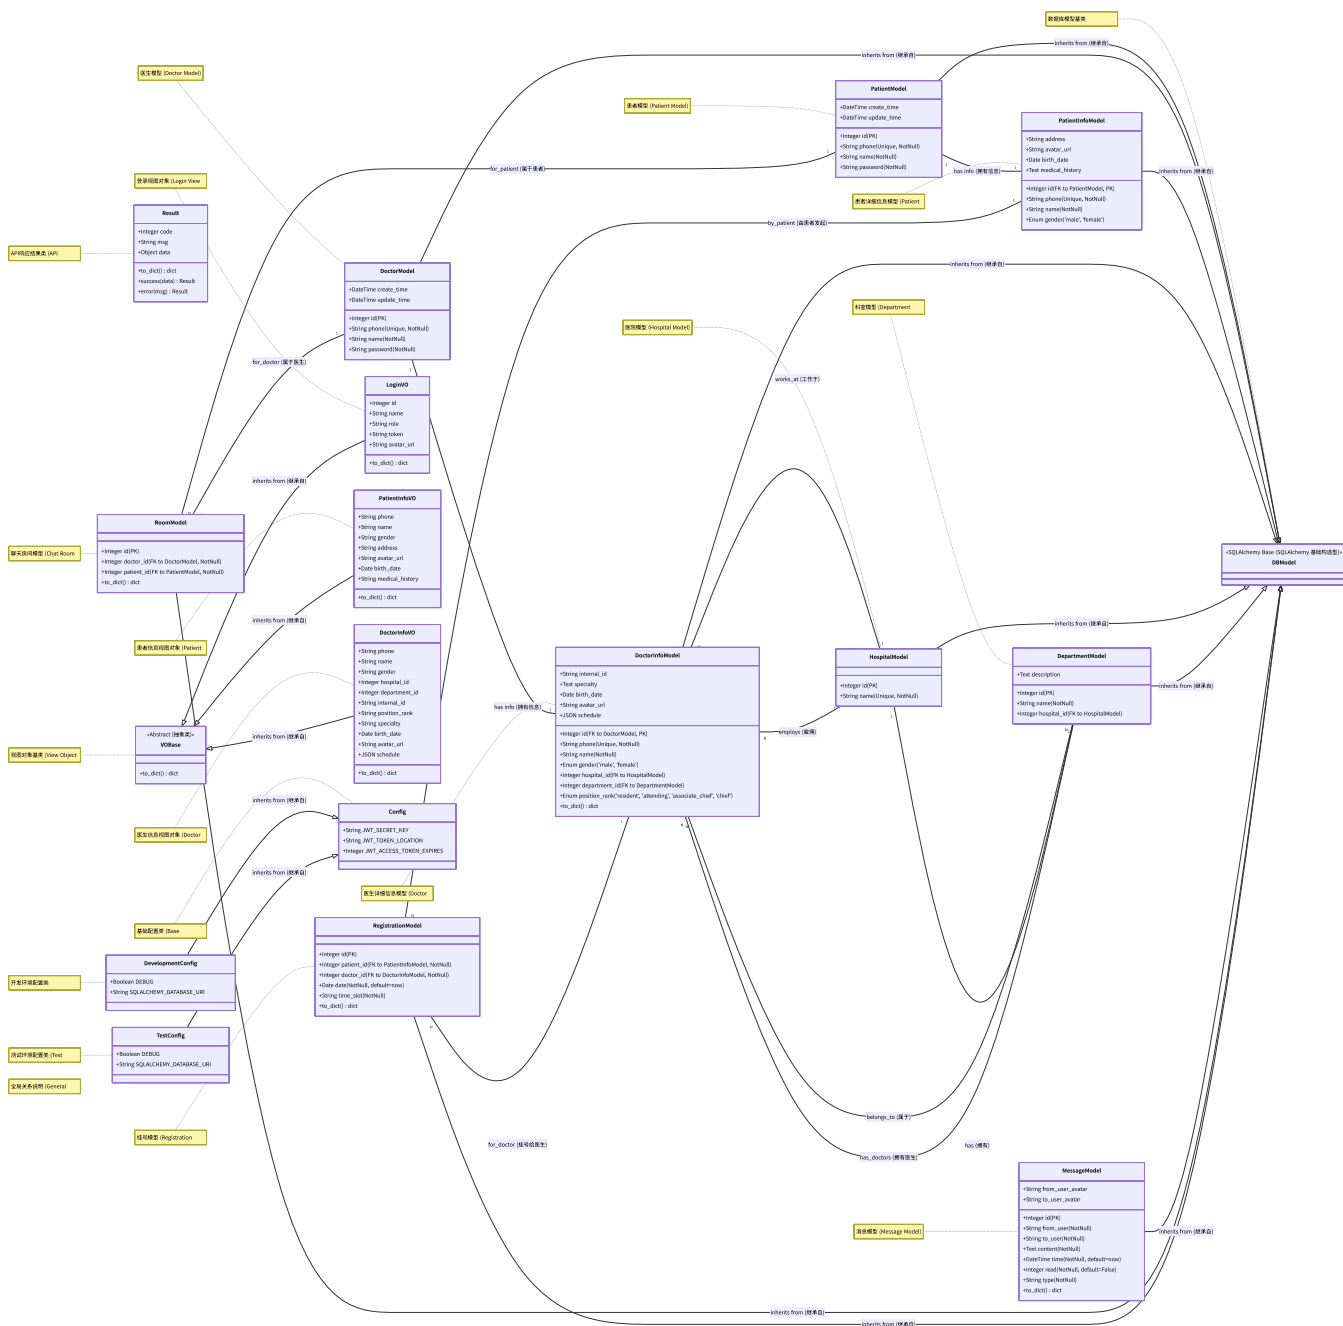 数据库模型基类
inherits from (继承自)
inherits from (继承自)
医生模型 (Doctor Model)
患者模型 (Patient Model)
PatientModel
+DateTime create_time
+DateTime update_time
+Integer id(PK)
+String phone(Unique, NotNull)
+String name(NotNull)
+String password(NotNull)
PatientInfoModel
+String address
+String avatar_url
+Date birth_date
+Text medical_history
+Integer id(FK to PatientModel, PK)
+String phone(Unique, NotNull)
+String name(NotNull)
+Enum gender('male', 'female')
1
for_patient (属于患者)
1
has info (拥有信息)
1
inherits from (继承自)
登录视图对象 (Login View
患者详细信息模型 (Patient
1
by_patient (由患者发起)
Result
+Integer code
+String msg
+Object data
+to_dict() : dict
+success(data) : Result
+error(msg) : Result
API响应结果类 (API
DoctorModel
+DateTime create_time
+DateTime update_time
+Integer id(PK)
+String phone(Unique, NotNull)
+String name(NotNull)
+String password(NotNull)
inherits from (继承自)
科室模型 (Department
医院模型 (Hospital Model)
1
for_doctor (属于医生)
1
works_at (工作于)
LoginVO
+Integer id
+String name
+String role
+String token
+String avatar_url
+to_dict() : dict
inherits from (继承自)
PatientInfoVO
+String phone
+String name
+String gender
+String address
+String avatar_url
+Date birth_date
+String medical_history
+to_dict() : dict
RoomModel
+Integer id(PK)
+Integer doctor_id(FK to DoctorModel, NotNull)
+Integer patient_id(FK to PatientModel, NotNull)
+to_dict() : dict
聊天房间模型 (Chat Room
«SQLAlchemy Base (SQLAlchemy 基础构造型)»
DBModel
inherits from (继承自)
inherits from (继承自)
患者信息视图对象 (Patient
DoctorInfoVO
+String phone
+String name
+String gender
+Integer hospital_id
+Integer department_id
+String internal_id
+String position_rank
+String specialty
+Date birth_date
+String avatar_url
+JSON schedule
+to_dict() : dict
1
DoctorInfoModel
+String internal_id
+Text specialty
+Date birth_date
+String avatar_url
+JSON schedule
+Integer id(FK to DoctorModel, PK)
+String phone(Unique, NotNull)
+String name(NotNull)
+Enum gender('male', 'female')
+Integer hospital_id(FK to HospitalModel)
+Integer department_id(FK to DepartmentModel)
+Enum position_rank('resident', 'attending', 'associate_chief', 'chief')
+to_dict() : dict
HospitalModel
+Integer id(PK)
+String name(Unique, NotNull)
DepartmentModel
+Text description
+Integer id(PK)
+String name(NotNull)
+Integer hospital_id(FK to HospitalModel)
inherits from (继承自)
has info (拥有信息)
1
1
employs (雇佣)
N
«Abstract (抽象类)»
VOBase
+to_dict() : dict
inherits from (继承自)
视图对象基类 (View Object
inherits from (继承自)
医生信息视图对象 (Doctor
Config
+String JWT_SECRET_KEY
+String JWT_TOKEN_LOCATION
+Integer JWT_ACCESS_TOKEN_EXPIRES
1
N
inherits from (继承自)
医生详细信息模型 (Doctor
N
基础配置类 (Base
RegistrationModel
+Integer id(PK)
+Integer patient_id(FK to PatientInfoModel, NotNull)
+Integer doctor_id(FK to DoctorInfoModel, NotNull)
+Date date(NotNull, default=now)
+String time_slot(NotNull)
+to_dict() : dict
N
DevelopmentConfig
+Boolean DEBUG
+String SQLALCHEMY_DATABASE_URI
开发环境配置类
TestConfig
+Boolean DEBUG
+String SQLALCHEMY_DATABASE_URI
测试环境配置类 (Test
全局关系说明 (General
挂号模型 (Registration
belongs_to (属于)
for_doctor (挂号给医生)
has (拥有)
has_doctors (拥有医生)
MessageModel
+String from_user_avatar
+String to_user_avatar
+Integer id(PK)
+String from_user(NotNull)
+String to_user(NotNull)
+Text content(NotNull)
+DateTime time(NotNull, default=now)
+Integer read(NotNull, default=False)
+String type(NotNull)
+to_dict() : dict
消息模型 (Message Model)
inherits from (继承自)
inherits from (继承自)
inherits from (继承自)